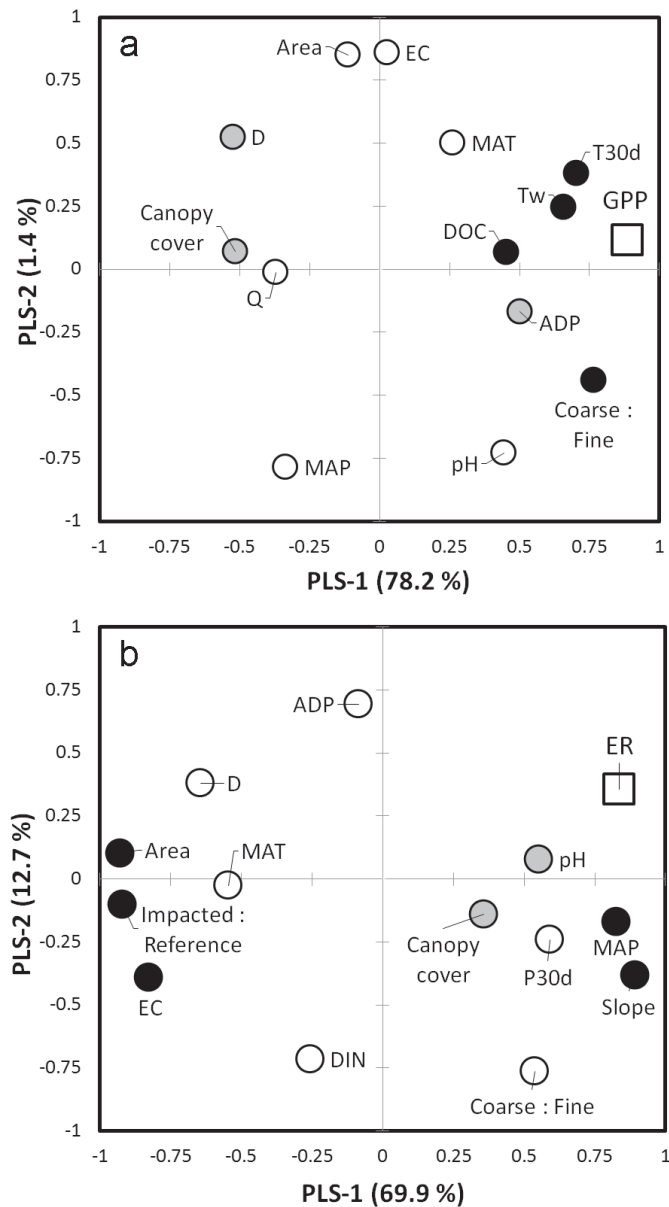 a
Area
EC
D
MAT
T30d
Tw
GPP
Canopy
cover
DOC
Q
ADP
Coarse :
Fine
MAP
pH
1
0.75
0.5
0.25
0
-0.25
-0.5
-0.75
-1
PLS-2 (1.4 %)
-1
-0.75
-0.5
-0.25
0
0.25
0.5
0.75
1
PLS-1 (78.2 %)
b
ADP
ER
D
Area
MAT
pH
Impacted :
Reference
Canopy
cover
MAP
P30d
EC
Slope
DIN
Coarse : Fine
1
0.75
0.5
0.25
0
-0.25
-0.5
-0.75
-1
PLS-2 (12.7 %)
-1
-0.75
-0.5
-0.25
0
0.25
0.5
0.75
1
PLS-1 (69.9 %)